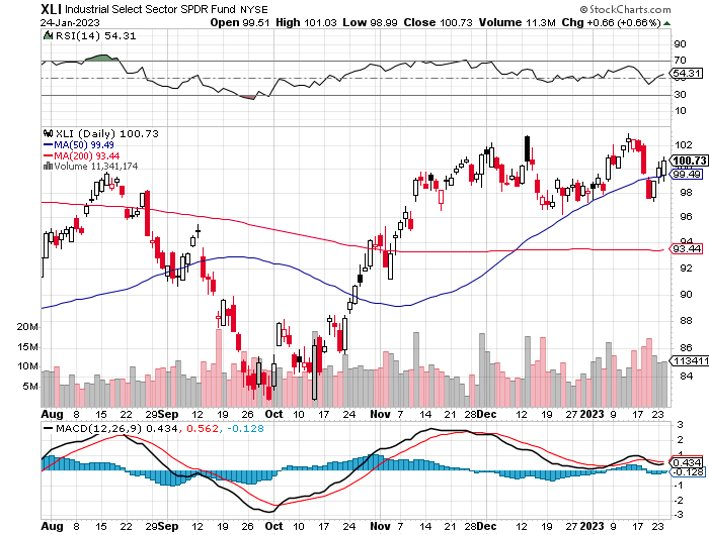 XLI Industrial Select Sector SPDR Fund NYSE © StockCharts.com
24-Jan-2023 Open 99.51 High 101.03 Low 98.99 Close 100.73 Volume 11.3M Chg +0.66 (+0.66%)
RSI(14) 54.31
90
70
54.31
50
30
10
XLI (Daily) 100.73
MA(50) 99.49
MA(200) 93.44
Volume 11,341,174
102
100.73
99.49
98
96
94
93.44
92
90
88
86
84
20M
15M
10M
5M
113411
Aug 8 15 22 29 Sep 12 19 26 Oct 10 17 24 Nov 7 14 21 28 Dec 12 19 27 2023 9 17 23
MACD(12,26,9) 0.434, 0.562, -0.128
3
2
1
0.434
-0.128
-1
-2
-3
Aug 8 15 22 29 Sep 12 19 26 Oct 10 17 24 Nov 7 14 21 28 Dec 12 19 27 2023 9 17 23